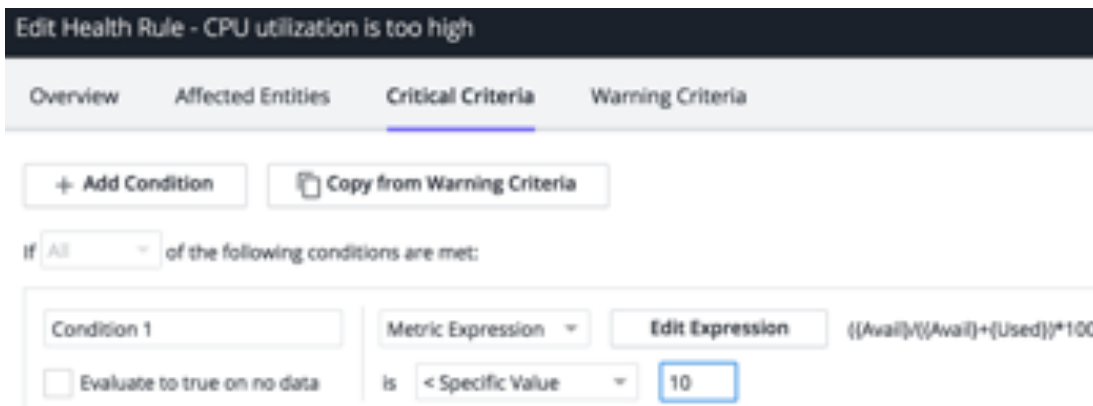 Edit Health Rule - CPU utilization is too high
Overview Affected Entities Critical Criteria Warning Criteria
+ Add Condition Copy from Warning Criteria
If All of the following conditions are met:
Condition 1 Metric Expression Edit Expression ({Avail}/({Avail}+{Used})*100
Evaluate to true on no data is < Specific Value 10